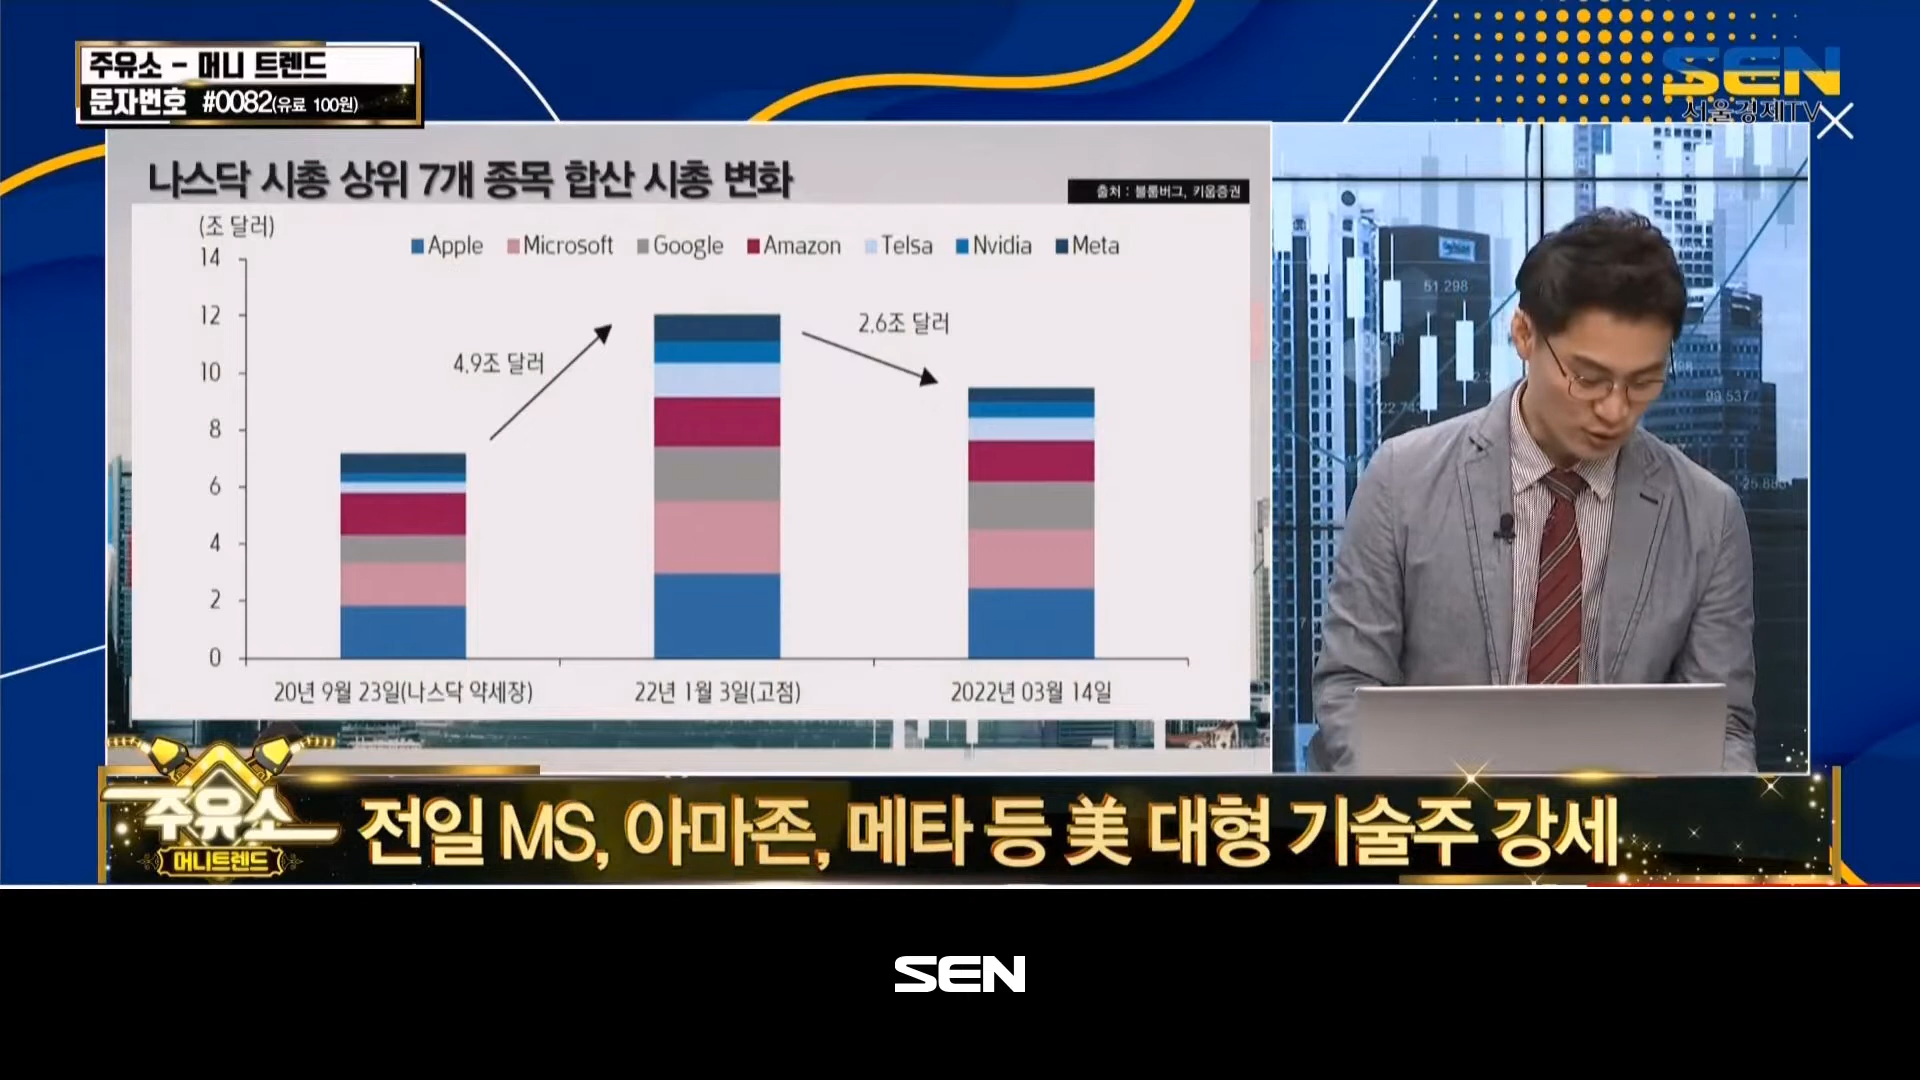 주유소 - 머니 트렌드
문자번호 #0082(유료 100원)
SEN
서울경제TV
나스닥 시총 상위 7개 종목 합산 시총 변화
출처 : 블룸버그, 키움증권
(조 달러)
Apple Microsoft Google Amazon Telsa Nvidia Meta
14
12
10
8
6
4
2
0
4.9조 달러
2.6조 달러
20년 9월 23일(나스닥 약세장)
22년 1월 3일(고점)
2022년 03월 14일
51.298
99.537
주유소
머니트렌드
전일 MS, 아마존, 메타 등 美 대형 기술주 강세
SEN